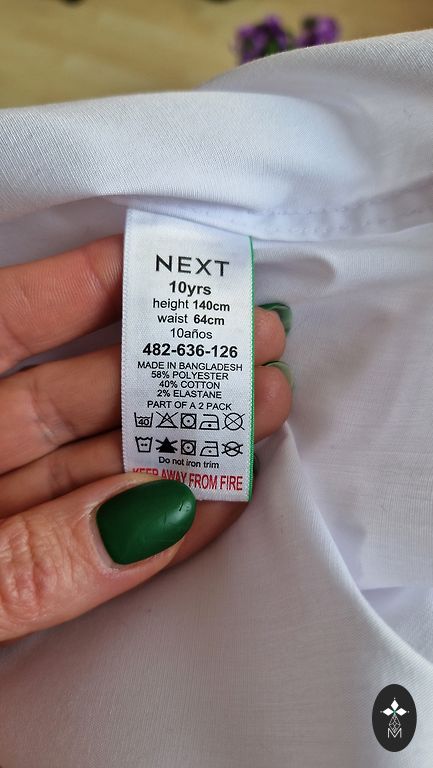 NEXT
10yrs
height 140cm
waist 64cm
10años
482-636-126
MADE IN BANGLADESH
58% POLYESTER
40% COTTON
2% ELASTANE
PART OF A 2 PACK
40
Do not iron trim
KEEP AWAY FROM FIRE
M